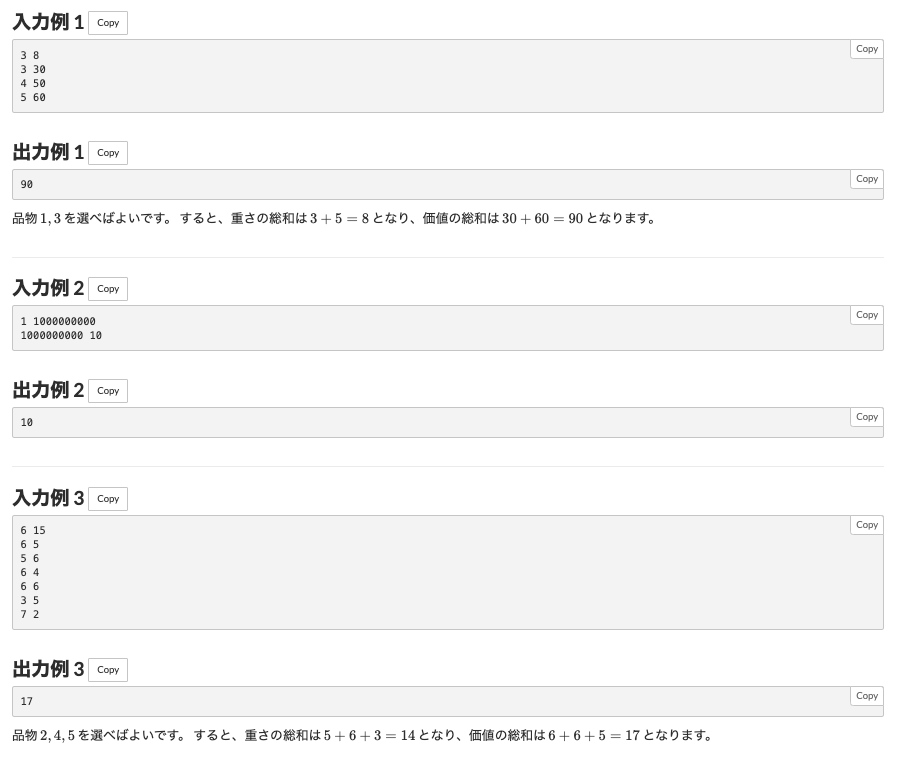 入力例 1 Copy
Copy
3 8
3 30
4 50
5 60
出力例 1 Copy
Copy
90
品物 1, 3 を選べばよいです。 すると、重さの総和は 3 + 5 = 8 となり、価値の総和は 30 + 60 = 90 となります。
入力例 2 Copy
Copy
1 1000000000
1000000000 10
出力例 2 Copy
Copy
10
入力例 3 Copy
Copy
6 15
6 5
5 6
6 4
6 6
3 5
7 2
出力例 3 Copy
Copy
17
品物 2, 4, 5 を選べばよいです。 すると、重さの総和は 5 + 6 + 3 = 14 となり、価値の総和は 6 + 6 + 5 = 17 となります。